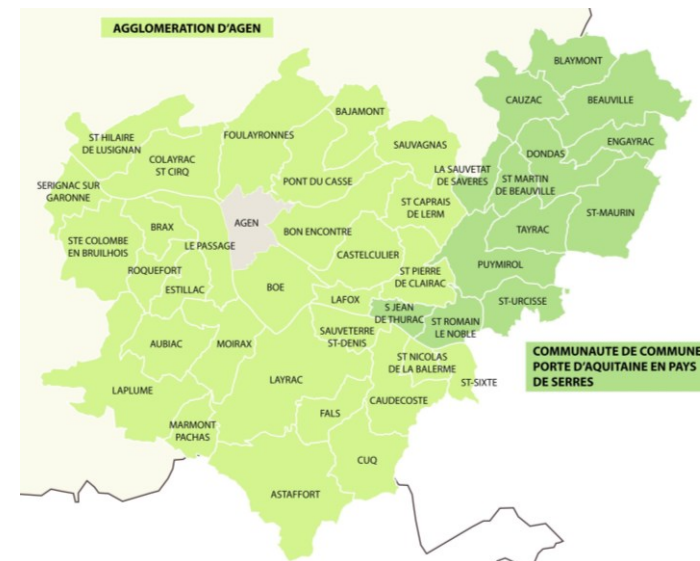 AGGLOMERATION D'AGEN
BLAYMONT
CAUZAC
BEAUVILLE
BAJAMONT
FOULAYRONNES
ST HILAIRE
DE LUSIGNAN
SAUVAGNAS
ENGAYRAC
DONDAS
COLAYRAC
ST CIRQ
LA SAUVETAT
DE SAVERES
ST MARTIN
DE BEAUVILLE
PONT DU CASSE
SERIGNAC SUR
GARONNE
ST CAPRAIS
DE LERM
ST-MAURIN
AGEN
BRAX
BON ENCONTRE
TAYRAC
STE COLOMBE
EN BRUILHOIS
LE PASSAGE
CASTELCULIER
PUYMIROL
ROQUEFORT
ST PIERRE
DE CLAIRAC
ESTILLAC
BOE
LAFOX
ST-URCISSE
S JEAN
DE THURAC
ST ROMAIN
LE NOBLE
SAUVETERRE
ST-DENIS
AUBIAC
MOIRAX
ST NICOLAS
DE LA BALERME
COMMUNAUTE DE COMMUNE
PORTE D'AQUITAINE EN PAYS
DE SERRES
LAYRAC
ST-SIXTE
LAPLUME
CAUDECOSTE
FALS
MARMONT
PACHAS
CUQ
ASTAFFORT